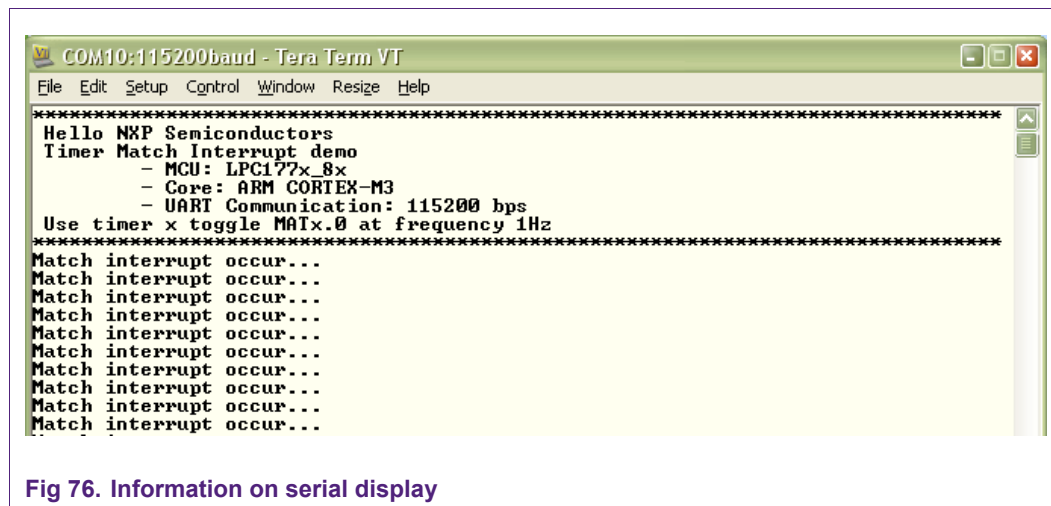 COM10:115200baud - Tera Term VT
File Edit Setup Control Window Resize Help
********************************************************************************
Hello NXP Semiconductors
Timer Match Interrupt demo
- MCU: LPC177x_8x
- Core: ARM CORTEX-M3
- UART Communication: 115200 bps
Use timer x toggle MATx.0 at frequency 1Hz
********************************************************************************
Match interrupt occur...
Match interrupt occur...
Match interrupt occur...
Match interrupt occur...
Match interrupt occur...
Match interrupt occur...
Match interrupt occur...
Match interrupt occur...
Match interrupt occur...
Match interrupt occur...
Fig 76. Information on serial display